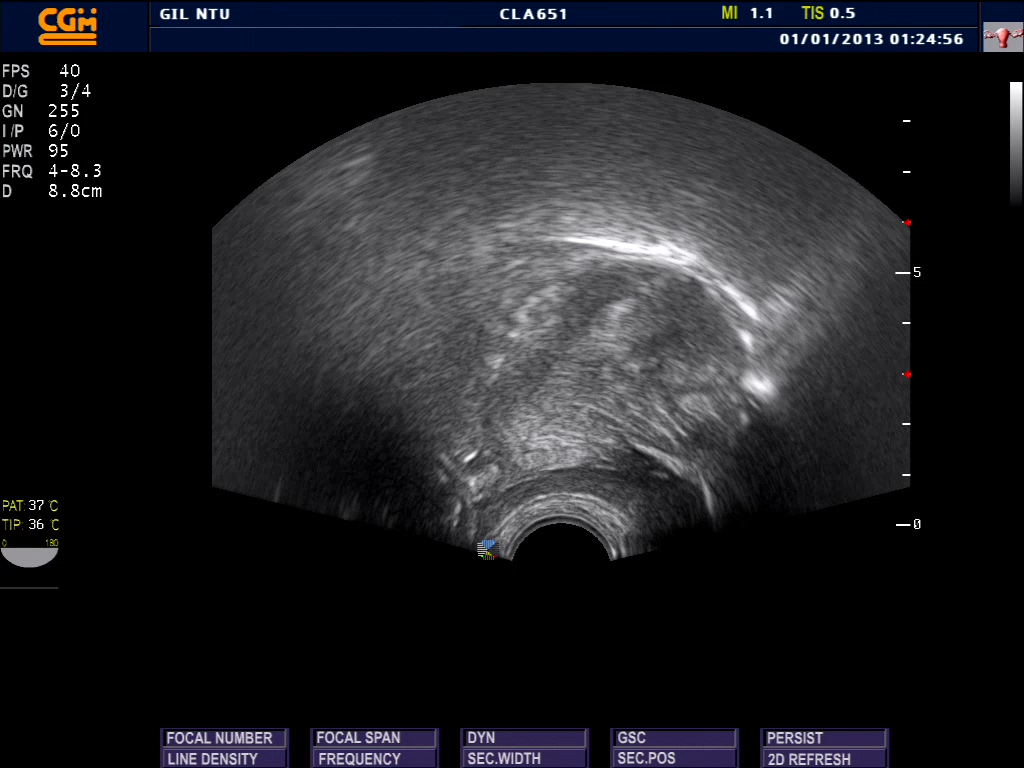 CGM
GIL NTU CLA651 MI 1.1 TIS 0.5
01/01/2013 01:24:56
FPS 40
D/G 3/4
GN 255
I/P 6/0
PWR 95
FRQ 4-8.3
D 8.8cm
5
PAT: 37 °C
TIP: 36 °C
0 180
0
FOCAL NUMBER FOCAL SPAN DYN GSC PERSIST
LINE DENSITY FREQUENCY SEC.WIDTH SEC.POS 2D REFRESH